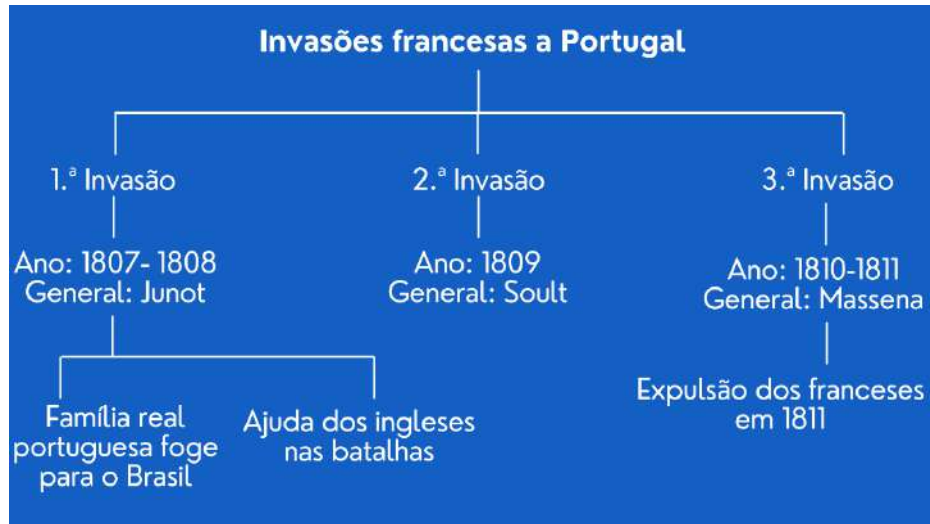 Invasões francesas a Portugal
1.ª Invasão
Ano: 1807- 1808
General: Junot
Família real
portuguesa foge
para o Brasil
Ajuda dos ingleses
nas batalhas
2.ª Invasão
Ano: 1809
General: Soult
3.ª Invasão
Ano: 1810-1811
General: Massena
Expulsão dos franceses
em 1811